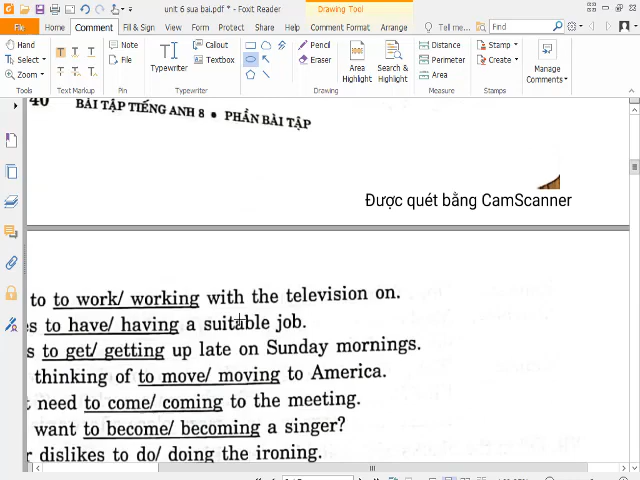 unit 6 sua bai.pdf * - Foxit Reader
Drawing Tool
File Home Comment Fill & Sign View Form Protect Share Help Comment Format Arrange Tell me Find
Hand
Select
Zoom
Tools
Text Markup
Note
File
Pin
Typewriter
Callout
Textbox
Typewriter
Drawing
Pencil
Eraser
Area Highlight
Search & Highlight
Distance
Perimeter
Area
Measure
Stamp
Create
Stamps
Manage Comments
40 BÀI TẬP TIẾNG ANH 8 • PHẦN BÀI TẬP
Được quét bằng CamScanner
to to work/ working with the television on.
es to have/ having a suitable job.
s to get/ getting up late on Sunday mornings.
thinking of to move/ moving to America.
t need to come/ coming to the meeting.
want to become/ becoming a singer?
r dislikes to do/ doing the ironing.